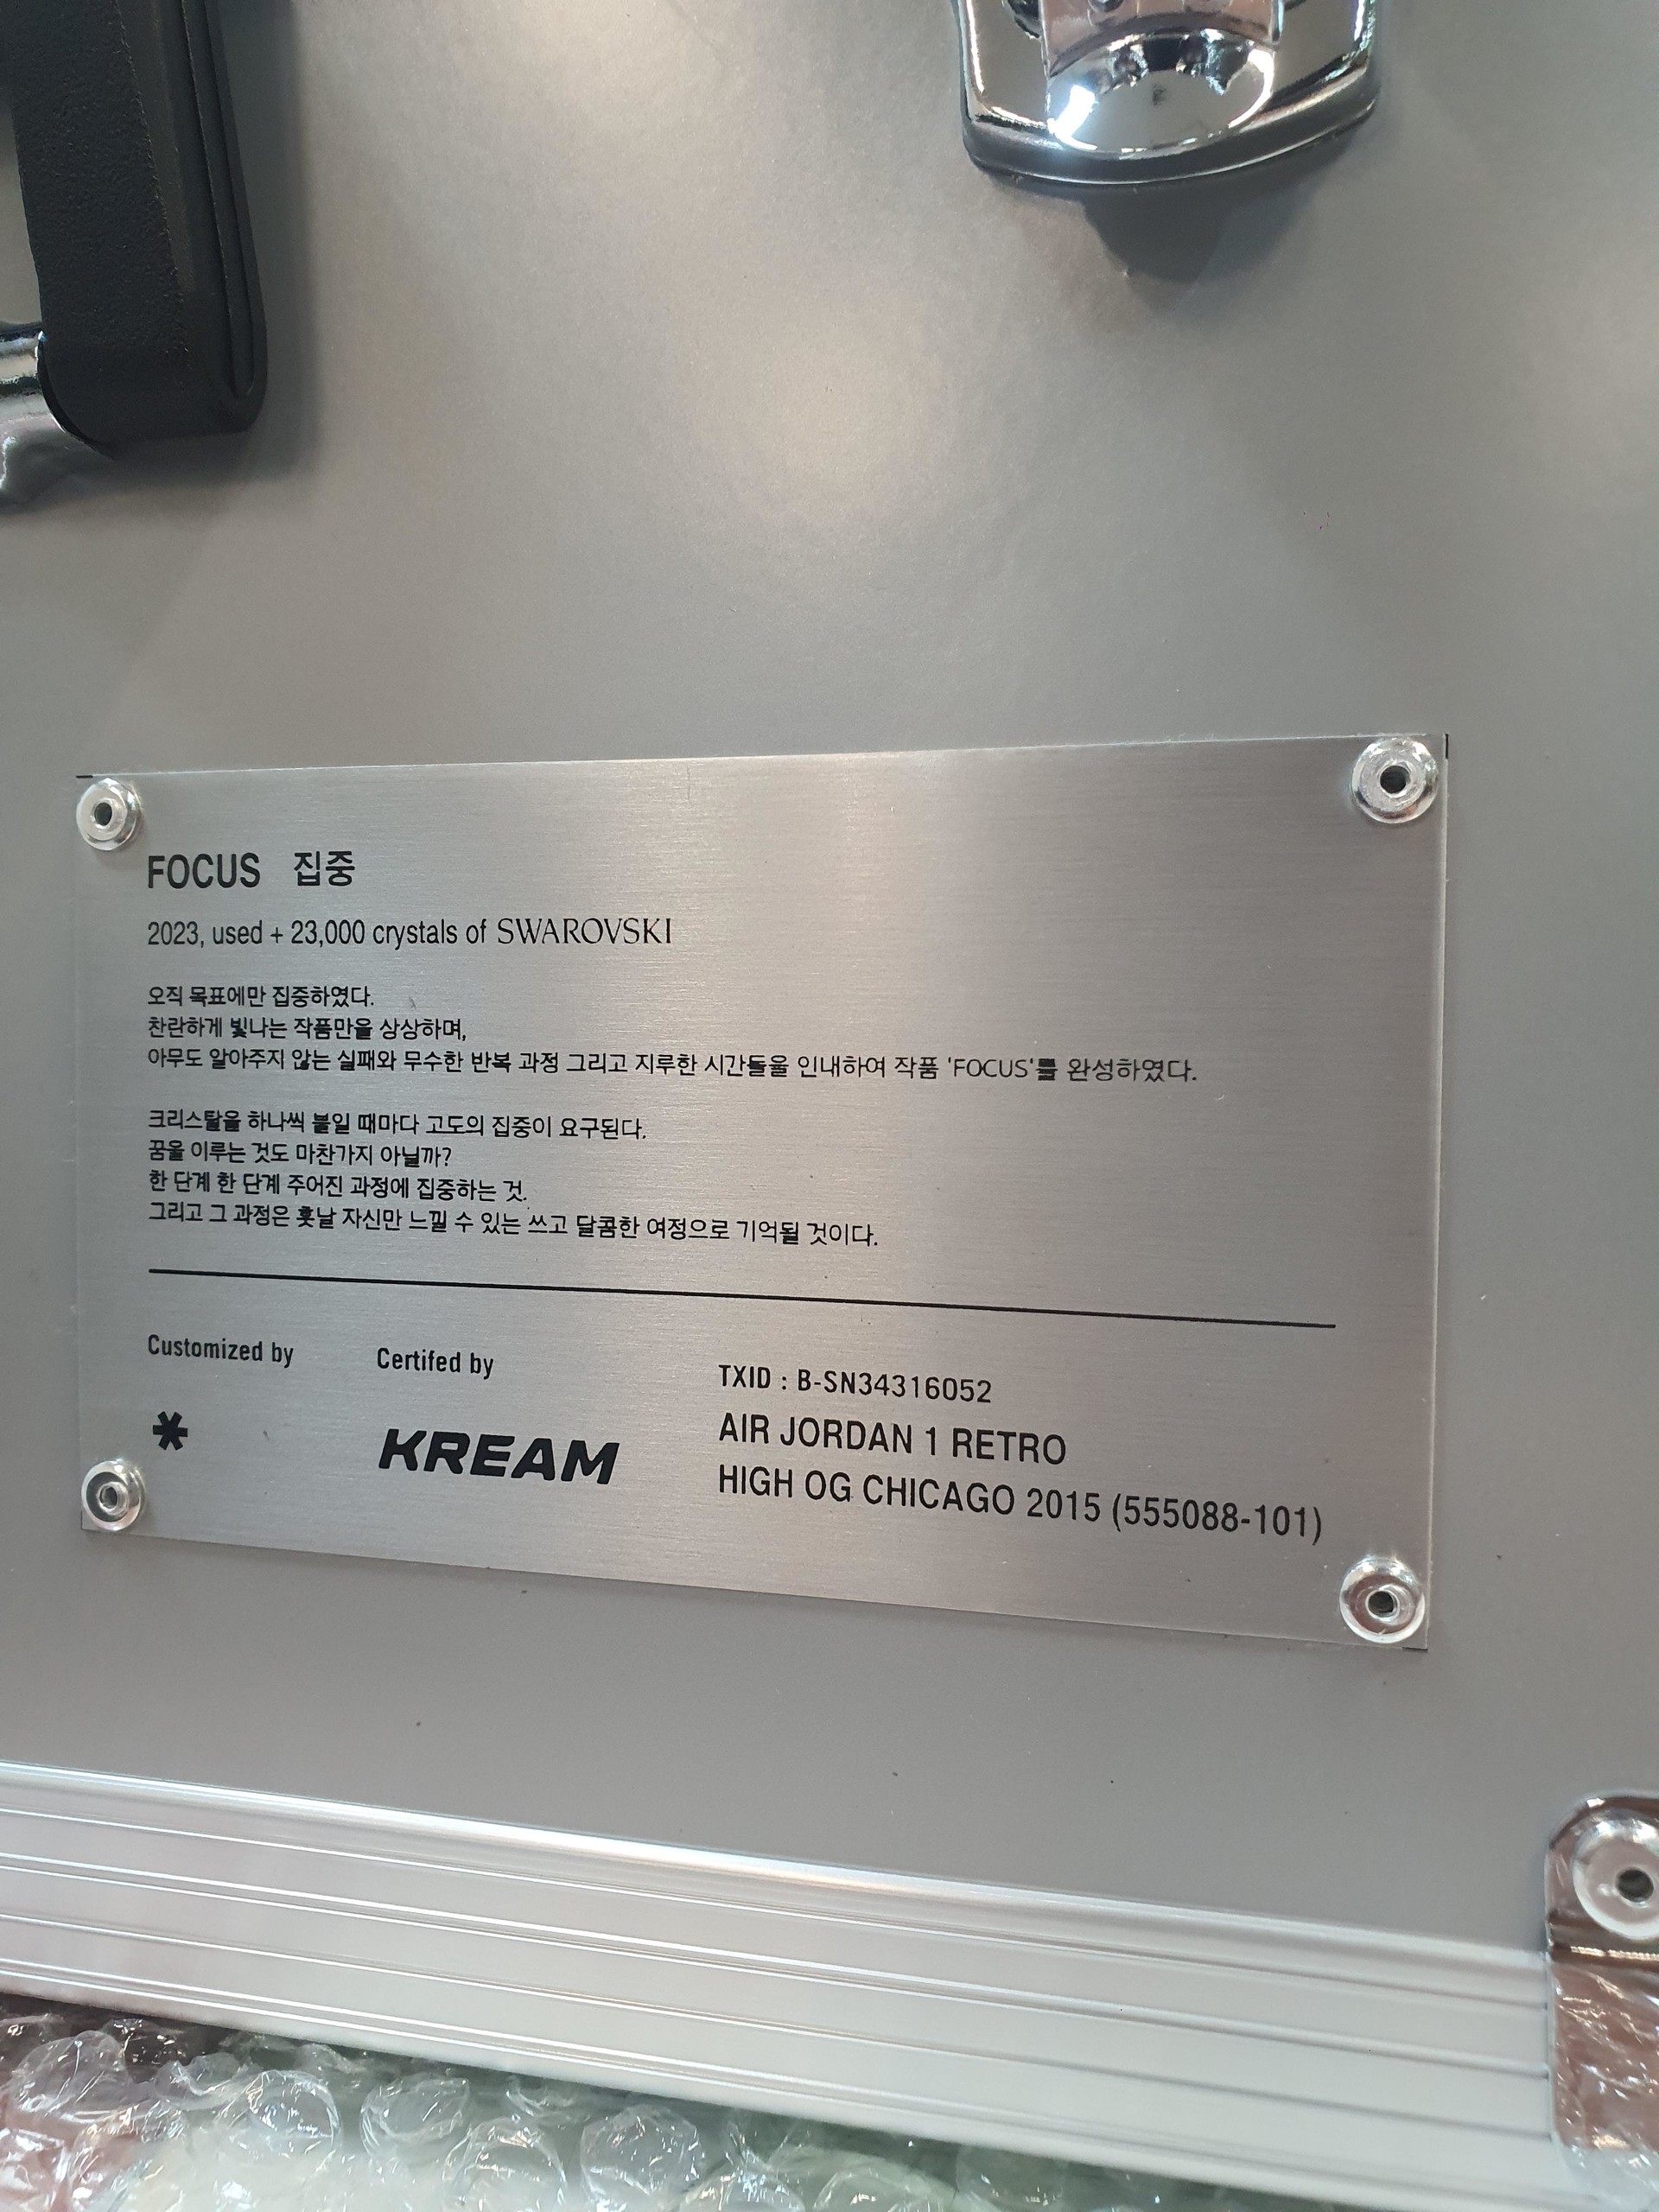 FOCUS 집중
2023, used + 23,000 crystals of SWAROVSKI
오직 목표에만 집중하였다.
찬란하게 빛나는 작품만을 상상하며,
아무도 알아주지 않는 실패와 무수한 반복 과정 그리고 지루한 시간들을 인내하여 작품 'FOCUS'를 완성하였다.
크리스탈을 하나씩 붙일 때마다 고도의 집중이 요구된다.
꿈을 이루는 것도 마찬가지 아닐까?
한 단계 한 단계 주어진 과정에 집중하는 것.
그리고 그 과정은 훗날 자신만 느낄 수 있는 쓰고 달콤한 여정으로 기억될 것이다.
Customized by
*
Certifed by
KREAM
TXID : B-SN34316052
AIR JORDAN 1 RETRO
HIGH OG CHICAGO 2015 (555088-101)